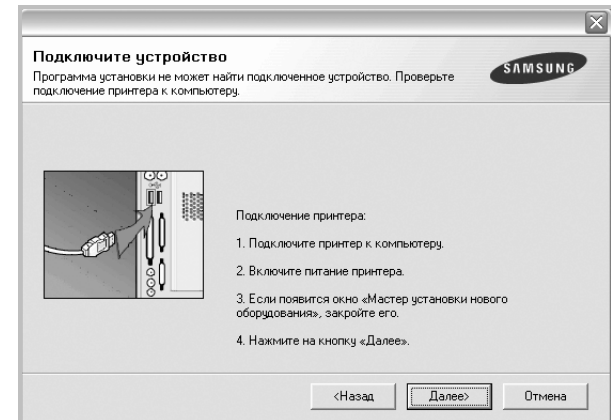 Подключите устройство
Программа установки не может найти подключенное устройство. Проверьте
подключение принтера к компьютеру.
SAMSUNG
Подключение принтера:
1. Подключите принтер к компьютеру.
2. Включите питание принтера.
3. Если появится окно «Мастер установки нового
оборудования», закройте его.
4. Нажмите на кнопку «Далее».
<Назад
Далее>
Отмена